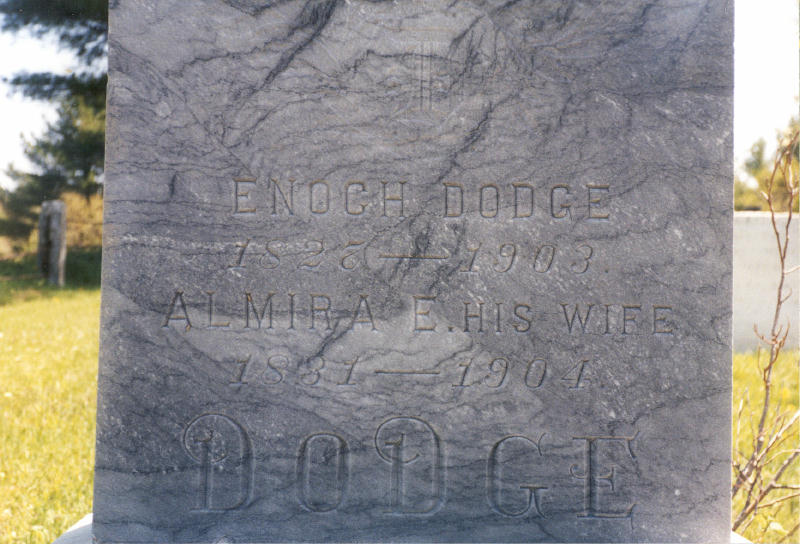 ENOCH DODGE
1827 — 1903.
ALMIRA E. HIS WIFE
1831 — 1904
DODGE